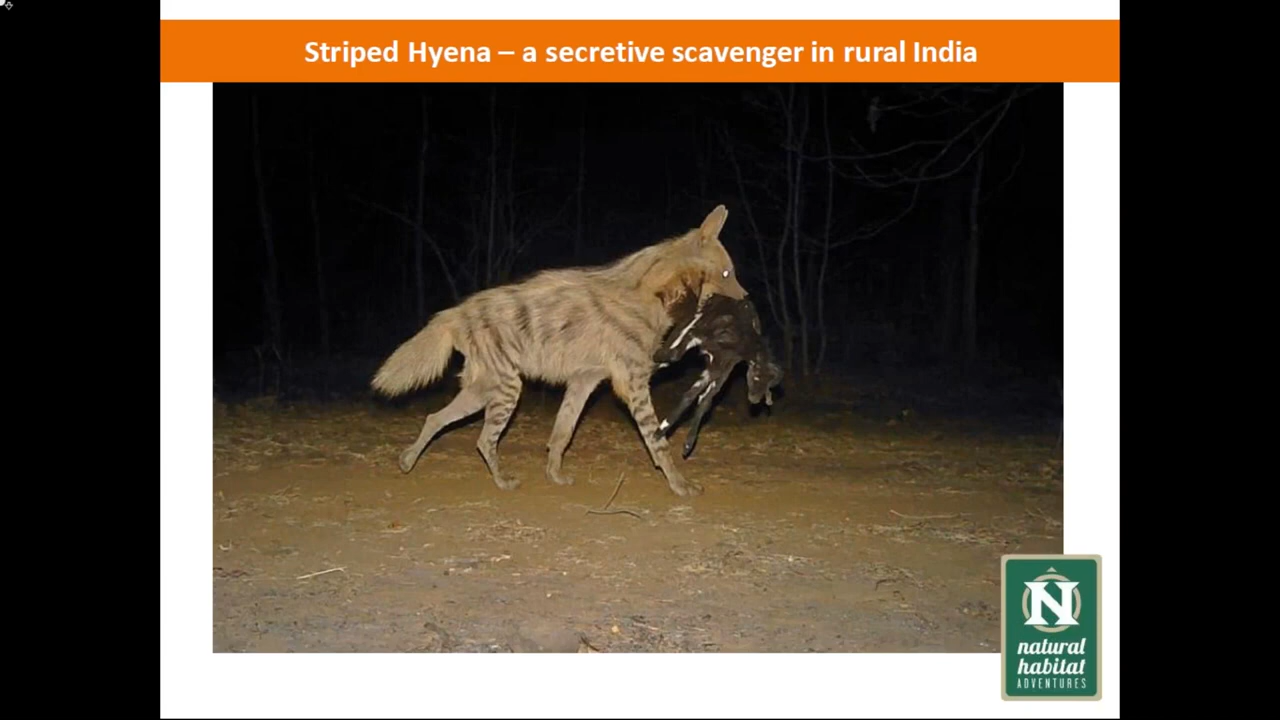 Striped Hyena – a secretive scavenger in rural India
N
natural
habitat
ADVENTURES